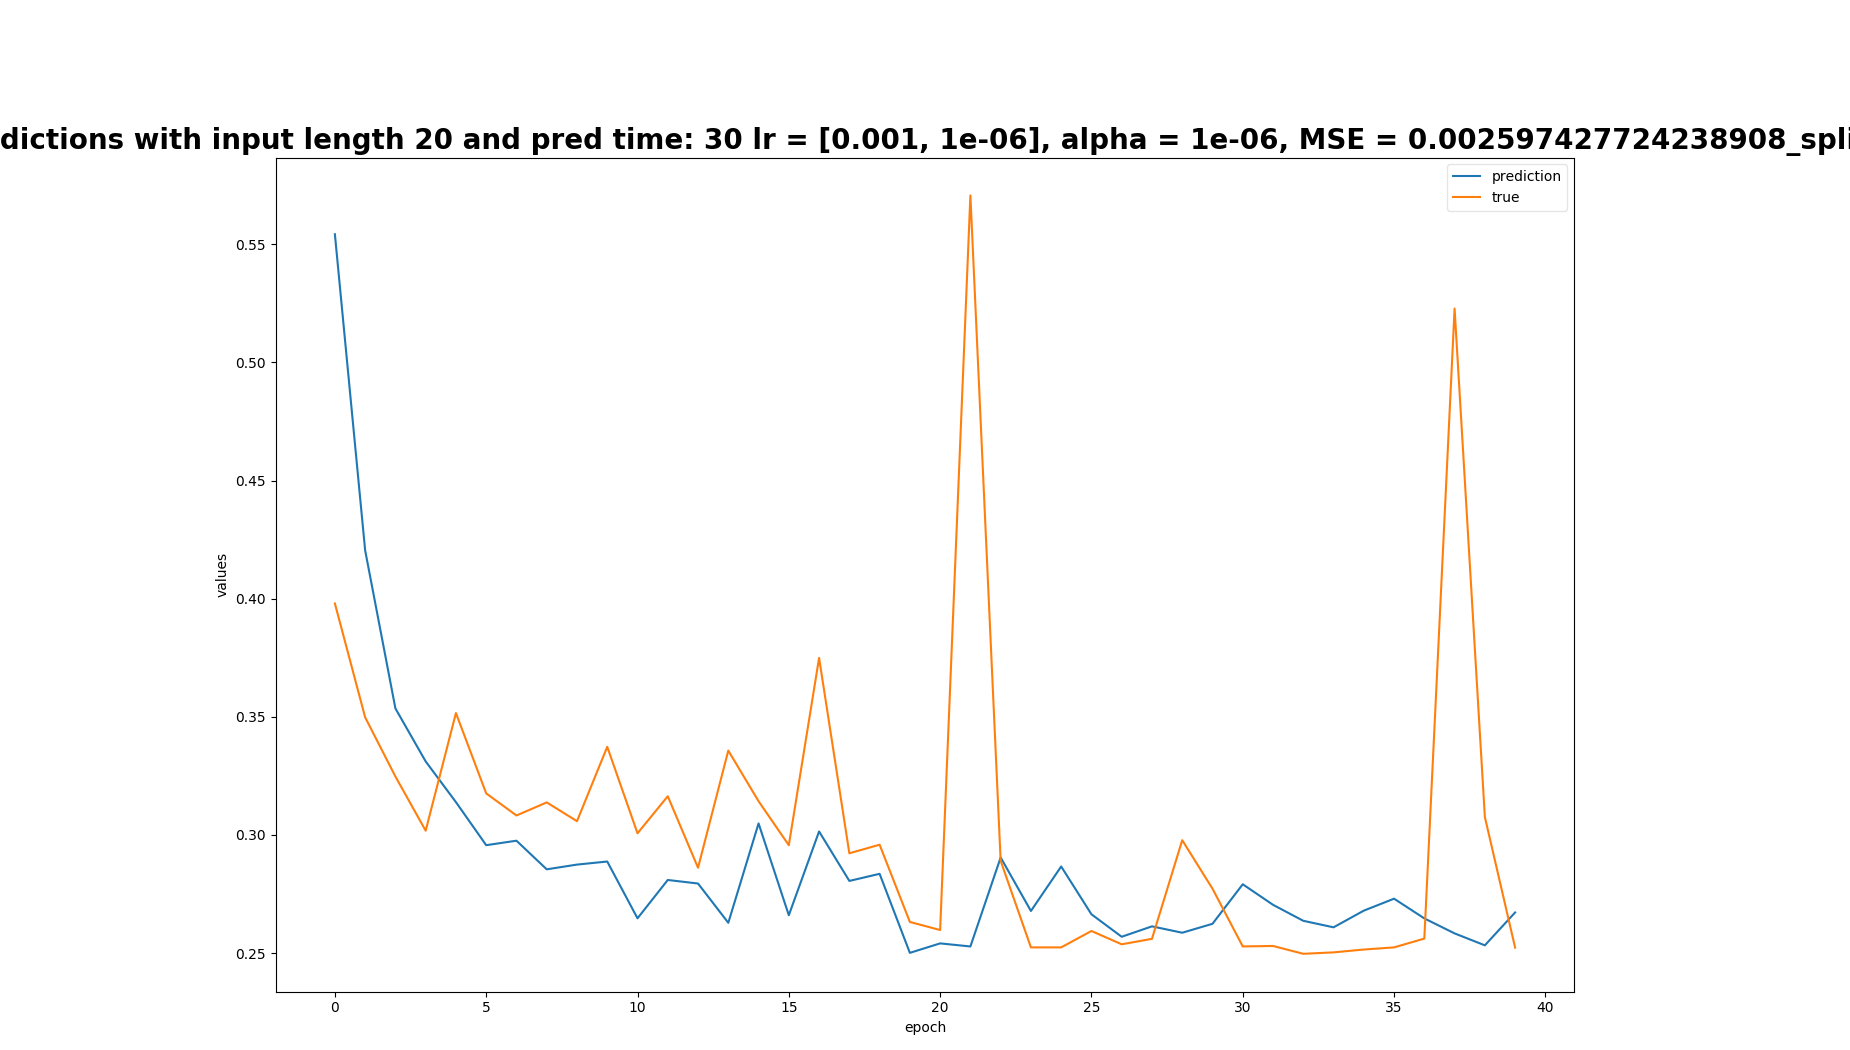 dictions with input length 20 and pred time: 30 lr = [0.001, 1e-06], alpha = 1e-06, MSE = 0.002597427724238908_spli
prediction
true
0.55
0.50
0.45
0.40
0.35
0.30
0.25
values
0 5 10 15 20 25 30 35 40
epoch